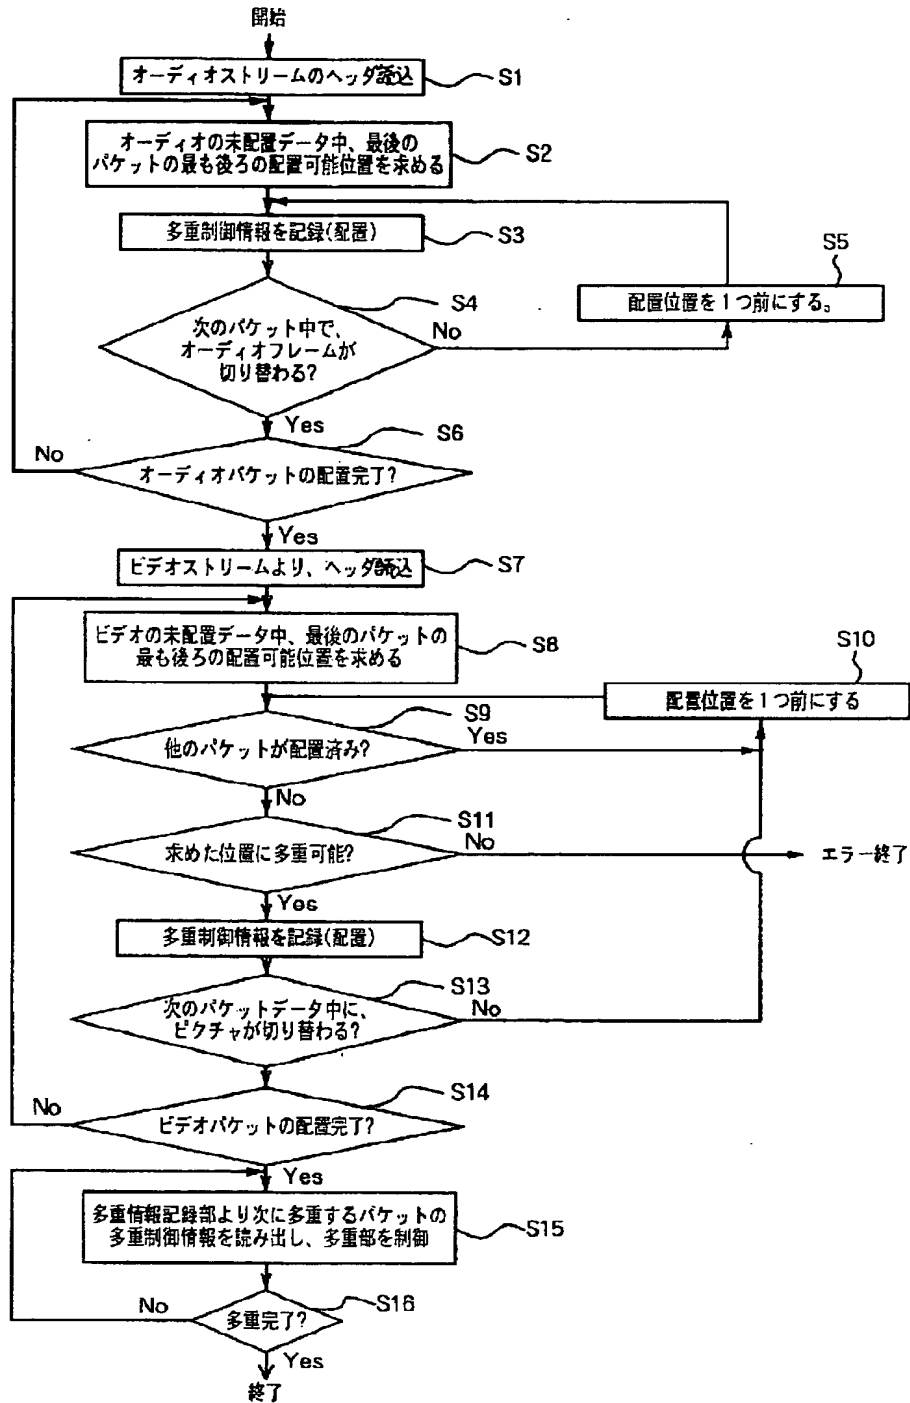 開始
オーディオストリームのヘッダ読込
S1
オーディオの未配置データ中、最後の
パケットの最も後ろの配置可能位置を求める
S2
多重制御情報を記録(配置)
S3
S5
配置位置を1つ前にする。
S4
次のパケット中で、
オーディオフレームが
切り替わる?
No
Yes
S6
No
オーディオパケットの配置完了?
Yes
ビデオストリームより、ヘッダ読込
S7
ビデオの未配置データ中、最後のパケットの
最も後ろの配置可能位置を求める
S8
S10
配置位置を1つ前にする
S9
他のパケットが配置済み?
Yes
No
S11
求めた位置に多重可能?
No
エラー終了
Yes
多重制御情報を記録(配置)
S12
S13
次のパケットデータ中に、
ピクチャが切り替わる?
No
S14
No
ビデオパケットの配置完了?
Yes
多重情報記録部より次に多重するパケットの
多重制御情報を読み出し、多重部を制御
S15
No
S16
多重完了?
Yes
終了